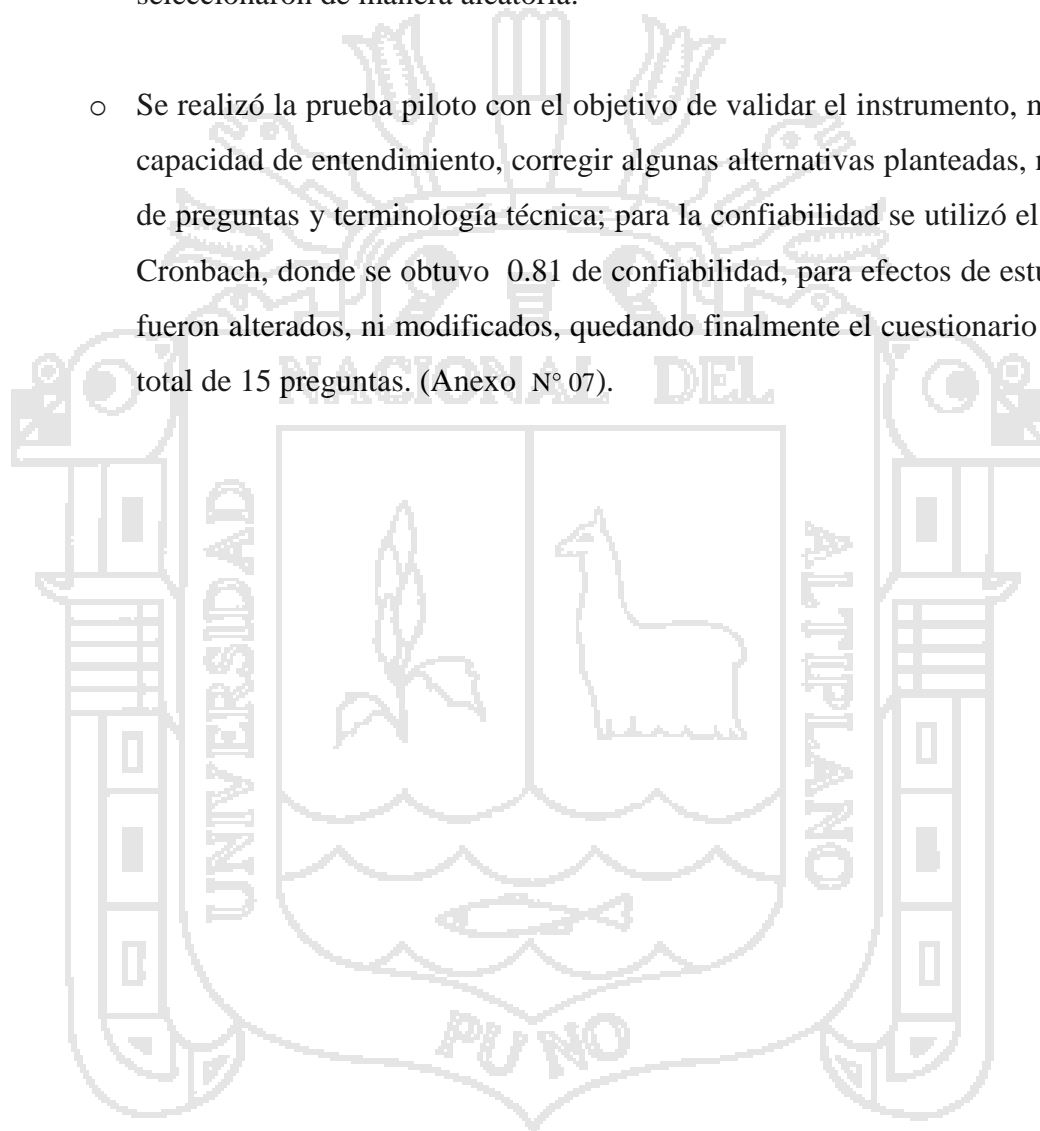 seleccionaron de manera aleatoria.
o Se realizó la prueba piloto con el objetivo de validar el instrumento,
capacidad de entendimiento, corregir algunas alternativas planteadas,
de preguntas y terminología técnica; para la confiabilidad se utilizó el
Cronbach, donde se obtuvo 0.81 de confiabilidad, para efectos de
fueron alterados, ni modificados, quedando finalmente el cuestionario
total de 15 preguntas. (Anexo N° 07).
NACIONAL DEL
UNIVERSIDAD
ALTIPLANO
PUNO